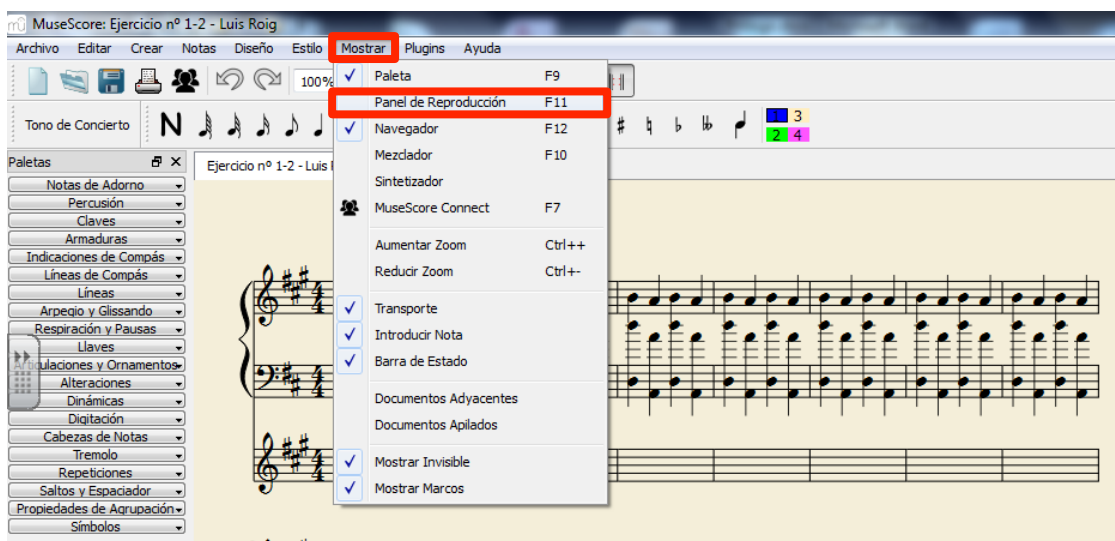 MuseScore: Ejercicio nº 1-2 - Luis Roig
Archivo Editar Crear Notas Diseño Estilo Mostrar Plugins Ayuda
100%
Tono de Concierto N
1 3
2 4
Paleta F9
Panel de Reproducción F11
Navegador F12
Mezclador F10
Sintetizador
MuseScore Connect F7
Aumentar Zoom Ctrl++
Reducir Zoom Ctrl+-
Transporte
Introducir Nota
Barra de Estado
Documentos Adyacentes
Documentos Apilados
Mostrar Invisible
Mostrar Marcos
Paletas
Notas de Adorno
Percusión
Claves
Armaduras
Indicaciones de Compás
Líneas de Compás
Líneas
Arpegio y Glissando
Respiración y Pausas
Llaves
Ornamentos
Alteraciones
Dinámicas
Digitación
Cabezas de Notas
Tremolo
Repeticiones
Saltos y Espaciador
Propiedades de Agrupación
Símbolos
Ejercicio nº 1-2 - Luis